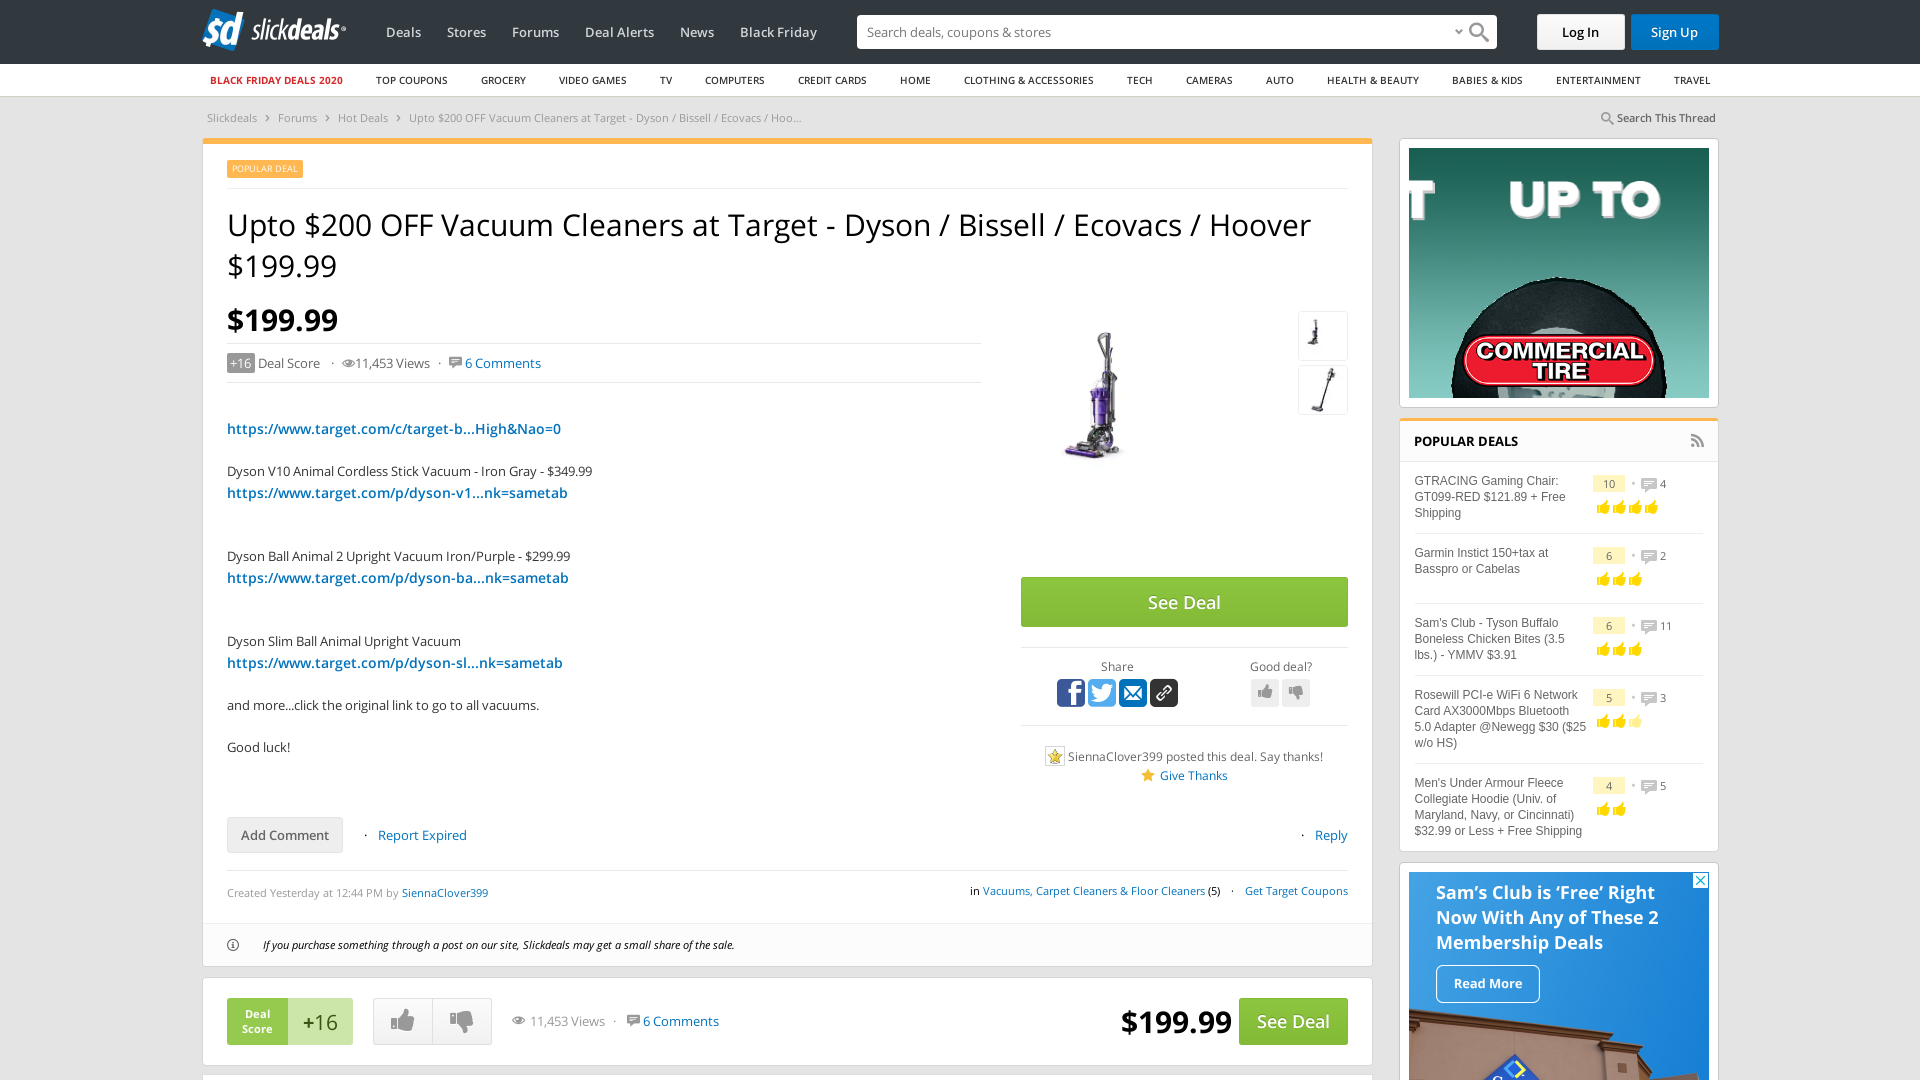 slickdeals
Deals
Stores
Forums
Deal Alerts
News
Black Friday
Search deals, coupons & stores
Log In
Sign Up
BLACK FRIDAY DEALS 2020
TOP COUPONS
GROCERY
VIDEO GAMES
TV
COMPUTERS
CREDIT CARDS
HOME
CLOTHING & ACCESSORIES
TECH
CAMERAS
AUTO
HEALTH & BEAUTY
BABIES & KIDS
ENTERTAINMENT
TRAVEL
Slickdeals › Forums › Hot Deals › Upto $200 OFF Vacuum Cleaners at Target - Dyson / Bissell / Ecovacs / Hoo...
Search This Thread
POPULAR DEAL
Upto $200 OFF Vacuum Cleaners at Target - Dyson / Bissell / Ecovacs / Hoover
$199.99
$199.99
+16 Deal Score · 11,453 Views · 6 Comments
https://www.target.com/c/target-b...High&Nao=0
Dyson V10 Animal Cordless Stick Vacuum - Iron Gray - $349.99
https://www.target.com/p/dyson-v1...nk=sametab
Dyson Ball Animal 2 Upright Vacuum Iron/Purple - $299.99
https://www.target.com/p/dyson-ba...nk=sametab
Dyson Slim Ball Animal Upright Vacuum
https://www.target.com/p/dyson-sl...nk=sametab
and more...click the original link to go to all vacuums.
Good luck!
See Deal
Share
Good deal?
SiennaClover399 posted this deal. Say thanks!
Give Thanks
Add Comment
· Report Expired
· Reply
Created Yesterday at 12:44 PM by SiennaClover399
in Vacuums, Carpet Cleaners & Floor Cleaners (5) · Get Target Coupons
If you purchase something through a post on our site, Slickdeals may get a small share of the sale.
Deal
Score
+16
11,453 Views · 6 Comments
$199.99
See Deal
T UP TO
COMMERCIAL
TIRE
POPULAR DEALS
GTRACING Gaming Chair:
GT099-RED $121.89 + Free
Shipping
10 · 4
Garmin Instict 150+tax at
Basspro or Cabelas
6 · 2
Sam's Club - Tyson Buffalo
Boneless Chicken Bites (3.5
lbs.) - YMMV $3.91
6 · 11
Rosewill PCI-e WiFi 6 Network
Card AX3000Mbps Bluetooth
5.0 Adapter @Newegg $30 ($25
w/o HS)
5 · 3
Men's Under Armour Fleece
Collegiate Hoodie (Univ. of
Maryland, Navy, or Cincinnati)
$32.99 or Less + Free Shipping
4 · 5
Sam's Club is 'Free' Right
Now With Any of These 2
Membership Deals
Read More